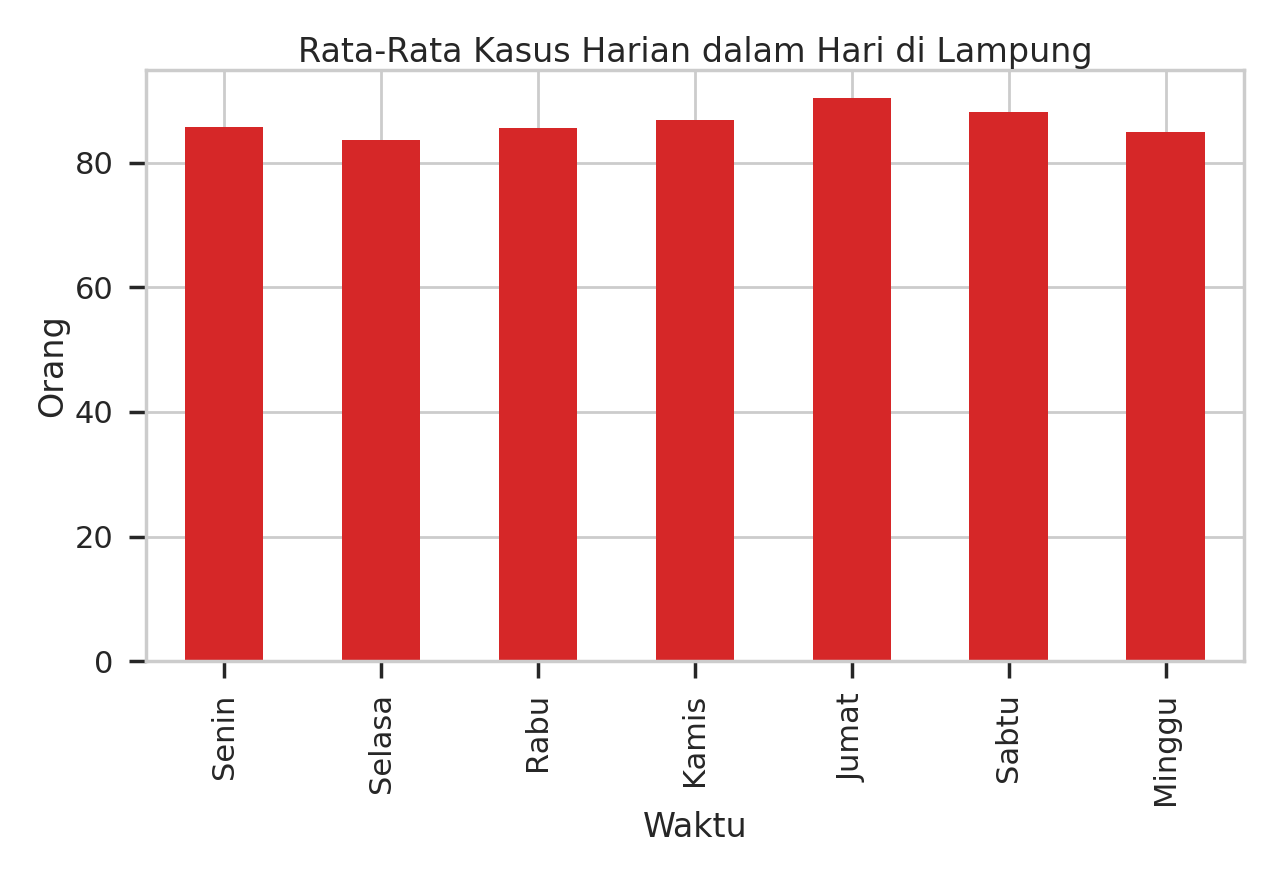 Rata-Rata Kasus Harian dalam Hari di Lampung
80
60
40
20
0
Orang
Senin
Selasa
Rabu
Kamis
Jumat
Sabtu
Minggu
Waktu